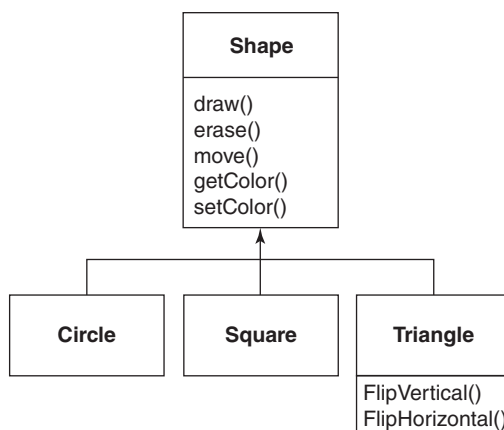 Shape
draw()
erase()
move()
getColor()
setColor()
Circle
Square
Triangle
FlipVertical()
FlipHorizontal()